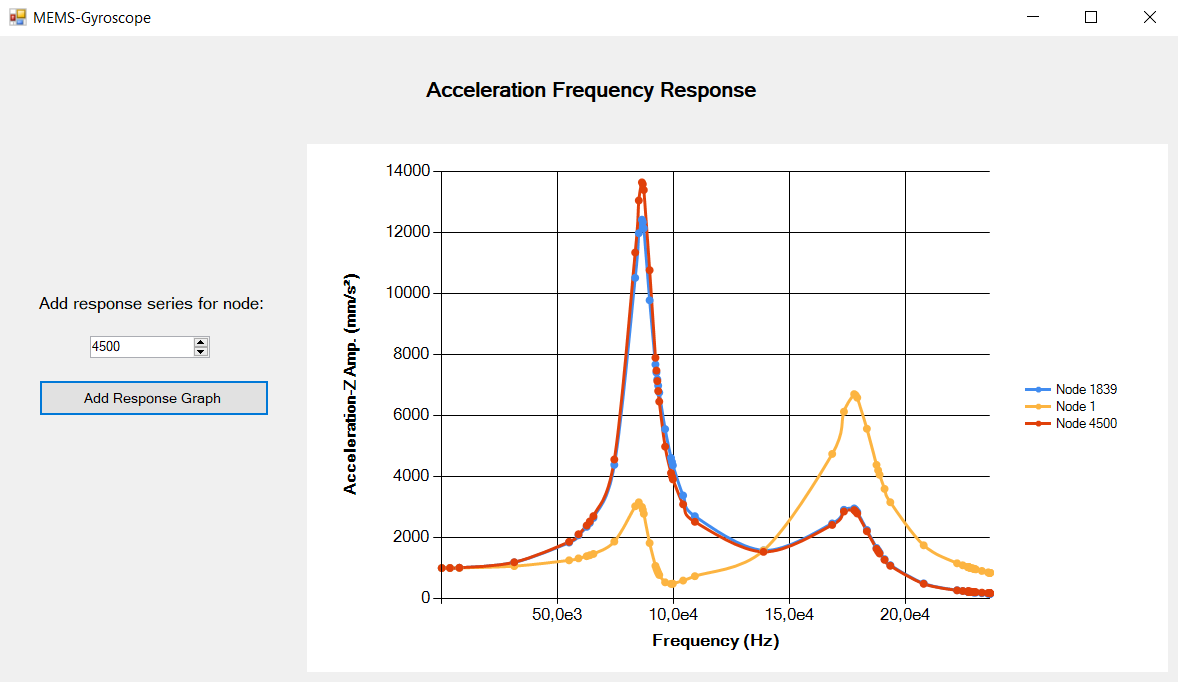 MEMS-Gyroscope
Acceleration Frequency Response
Add response series for node:
4500
Add Response Graph
Acceleration-Z Amp. (mm/s²)
14000
12000
10000
8000
6000
4000
2000
0
50,0e3 10,0e4 15,0e4 20,0e4
Frequency (Hz)
Node 1839
Node 1
Node 4500